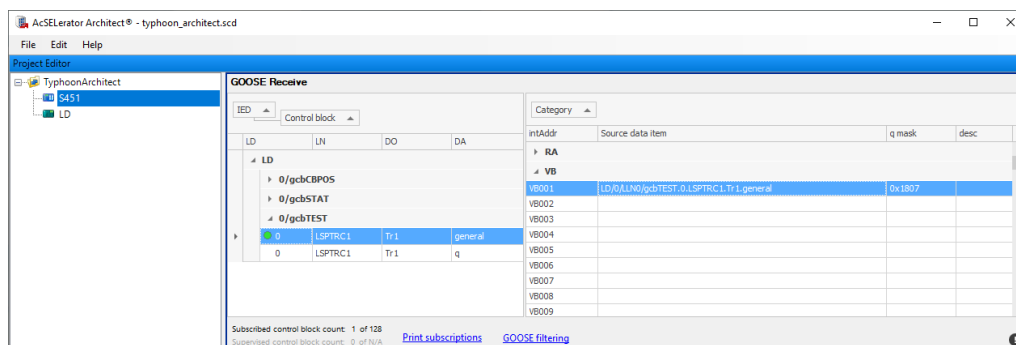 AcSELerator Architect® - typhoon_architect.scd
File Edit Help
Project Editor
TyphoonArchitect
S451
LD
GOOSE Receive
IED
Control block
LD LN DO DA
LD
0/gcbCBPOS
0/gcbSTAT
0/gcbTEST
0 LSPTRC1 Tr1 general
0 LSPTRC1 Tr1 q
Category
intAddr Source data item q mask desc
RA
VB
VB001 LD/0/LLN0/gcbTEST.0.LSPTRC1.Tr1.general 0x1807
VB002
VB003
VB004
VB005
VB006
VB007
VB008
VB009
Subscribed control block count: 1 of 128
Supervised control block count: 0 of N/A
Print subscriptions
GOOSE filtering